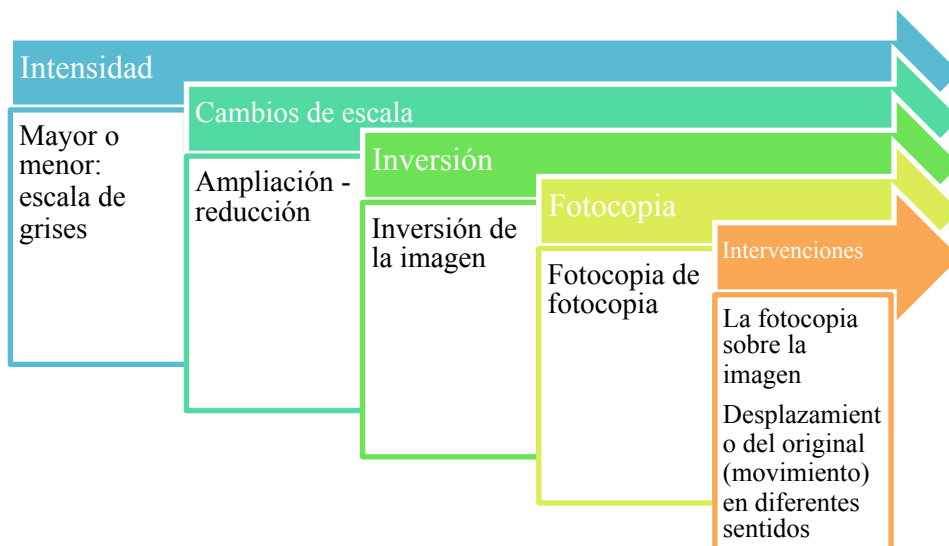 Intensidad
Mayor o
menor:
escala de
grises
Cambios de escala
Ampliación -
reducción
Inversión
Inversión de
la imagen
Fotocopia
Fotocopia de
fotocopia
Intervenciones
La fotocopia
sobre la
imagen
Desplazamient
o del original
(movimiento)
en diferentes
sentidos